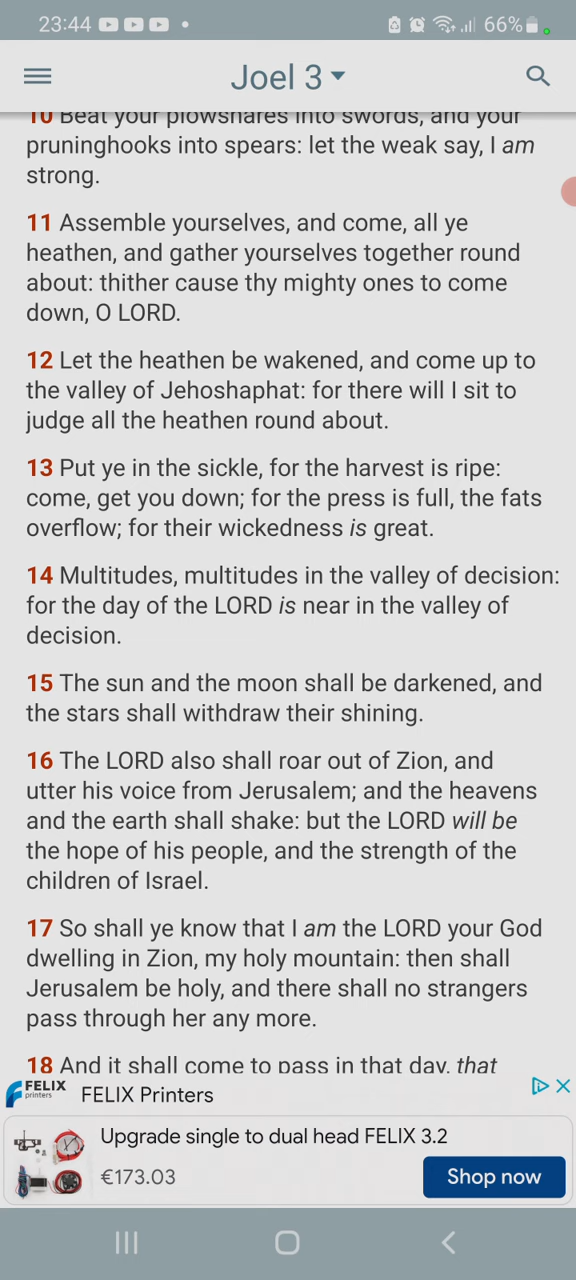 23:44 66%
Joel 3
10 Beat your plowshares into swords, and your
pruninghooks into spears: let the weak say, I am
strong.
11 Assemble yourselves, and come, all ye
heathen, and gather yourselves together round
about: thither cause thy mighty ones to come
down, O LORD.
12 Let the heathen be wakened, and come up to
the valley of Jehoshaphat: for there will I sit to
judge all the heathen round about.
13 Put ye in the sickle, for the harvest is ripe:
come, get you down; for the press is full, the fats
overflow; for their wickedness is great.
14 Multitudes, multitudes in the valley of decision:
for the day of the LORD is near in the valley of
decision.
15 The sun and the moon shall be darkened, and
the stars shall withdraw their shining.
16 The LORD also shall roar out of Zion, and
utter his voice from Jerusalem; and the heavens
and the earth shall shake: but the LORD will be
the hope of his people, and the strength of the
children of Israel.
17 So shall ye know that I am the LORD your God
dwelling in Zion, my holy mountain: then shall
Jerusalem be holy, and there shall no strangers
pass through her any more.
18 And it shall come to pass in that day, that
FELIX
printers
FELIX Printers
Upgrade single to dual head FELIX 3.2
€173.03
Shop now